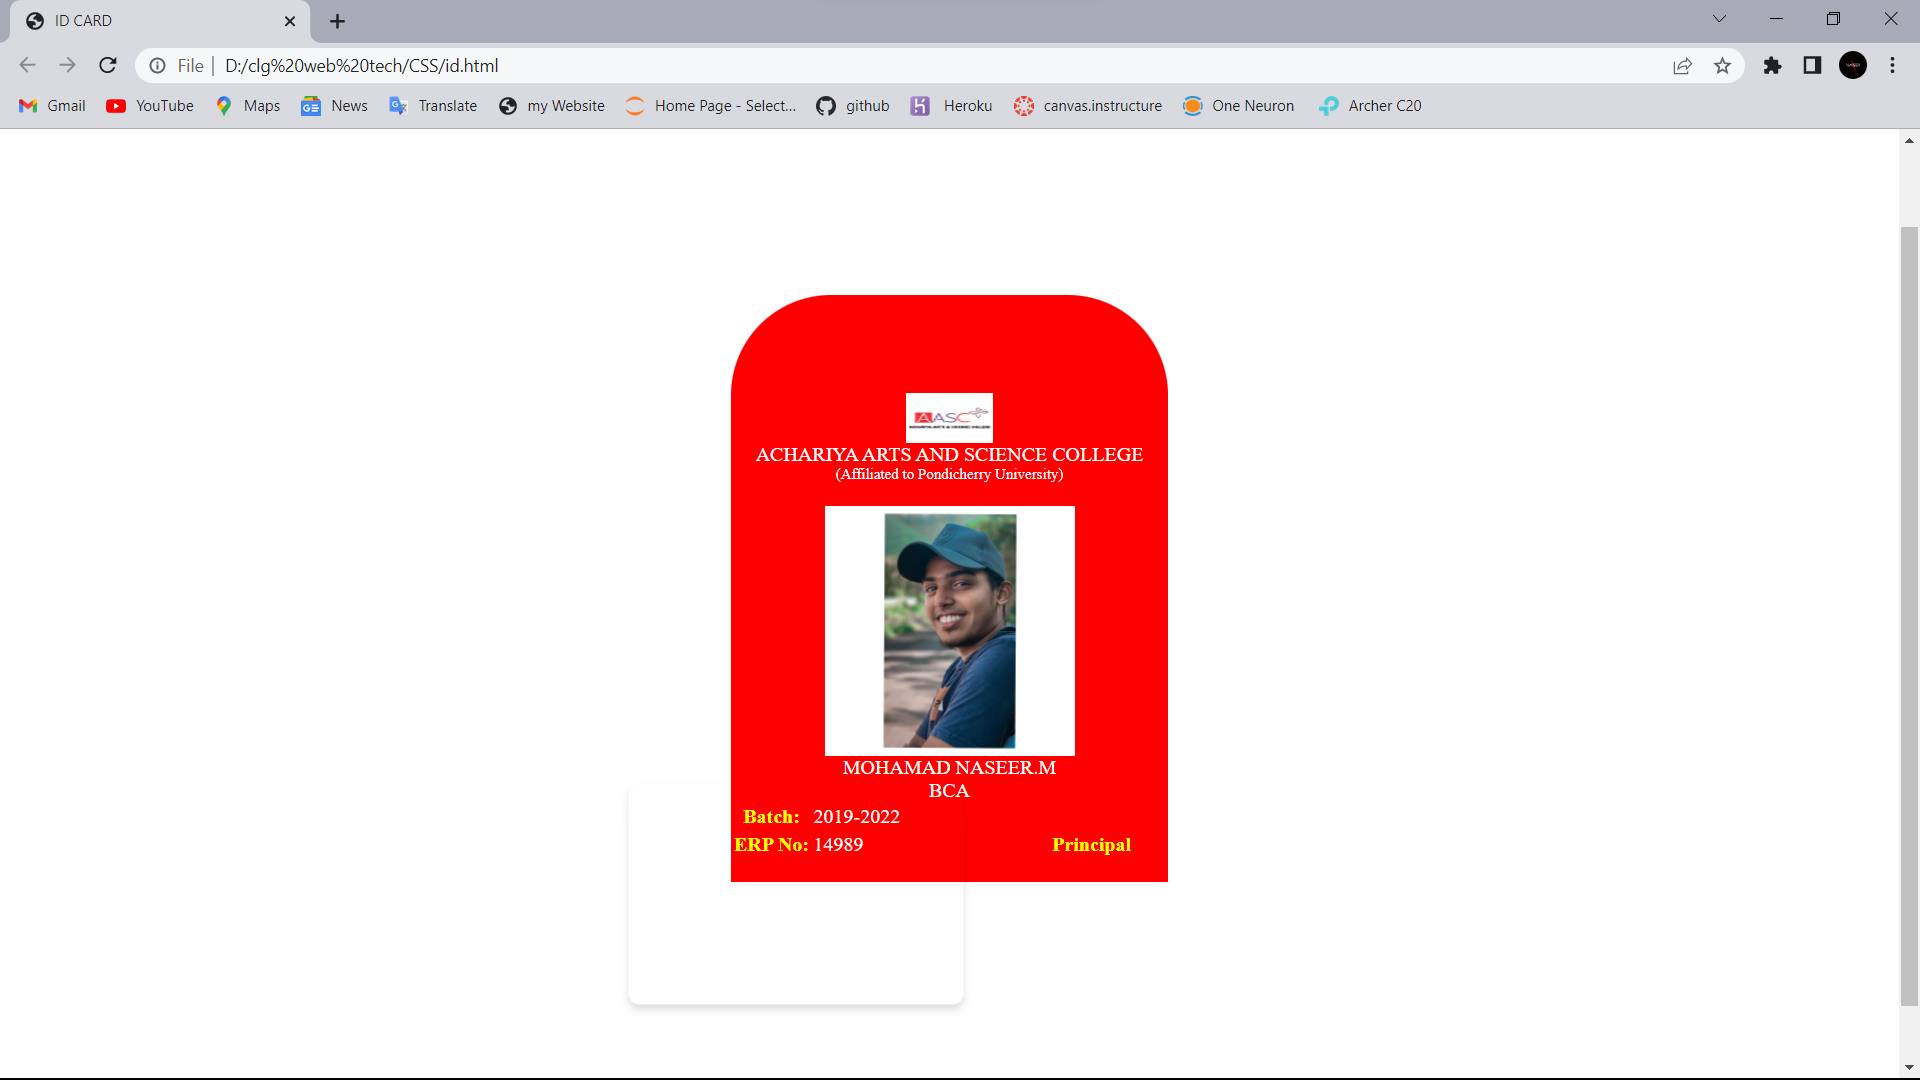 ID CARD
File | D:/clg%20web%20tech/CSS/id.html
Gmail YouTube Maps News Translate my Website Home Page - Select... github Heroku canvas.instructure One Neuron Archer C20
AASC
ACHARIYA ARTS AND SCIENCE COLLEGE
(Affiliated to Pondicherry University)
MOHAMAD NASEER.M
BCA
Batch: 2019-2022
ERP No: 14989 Principal